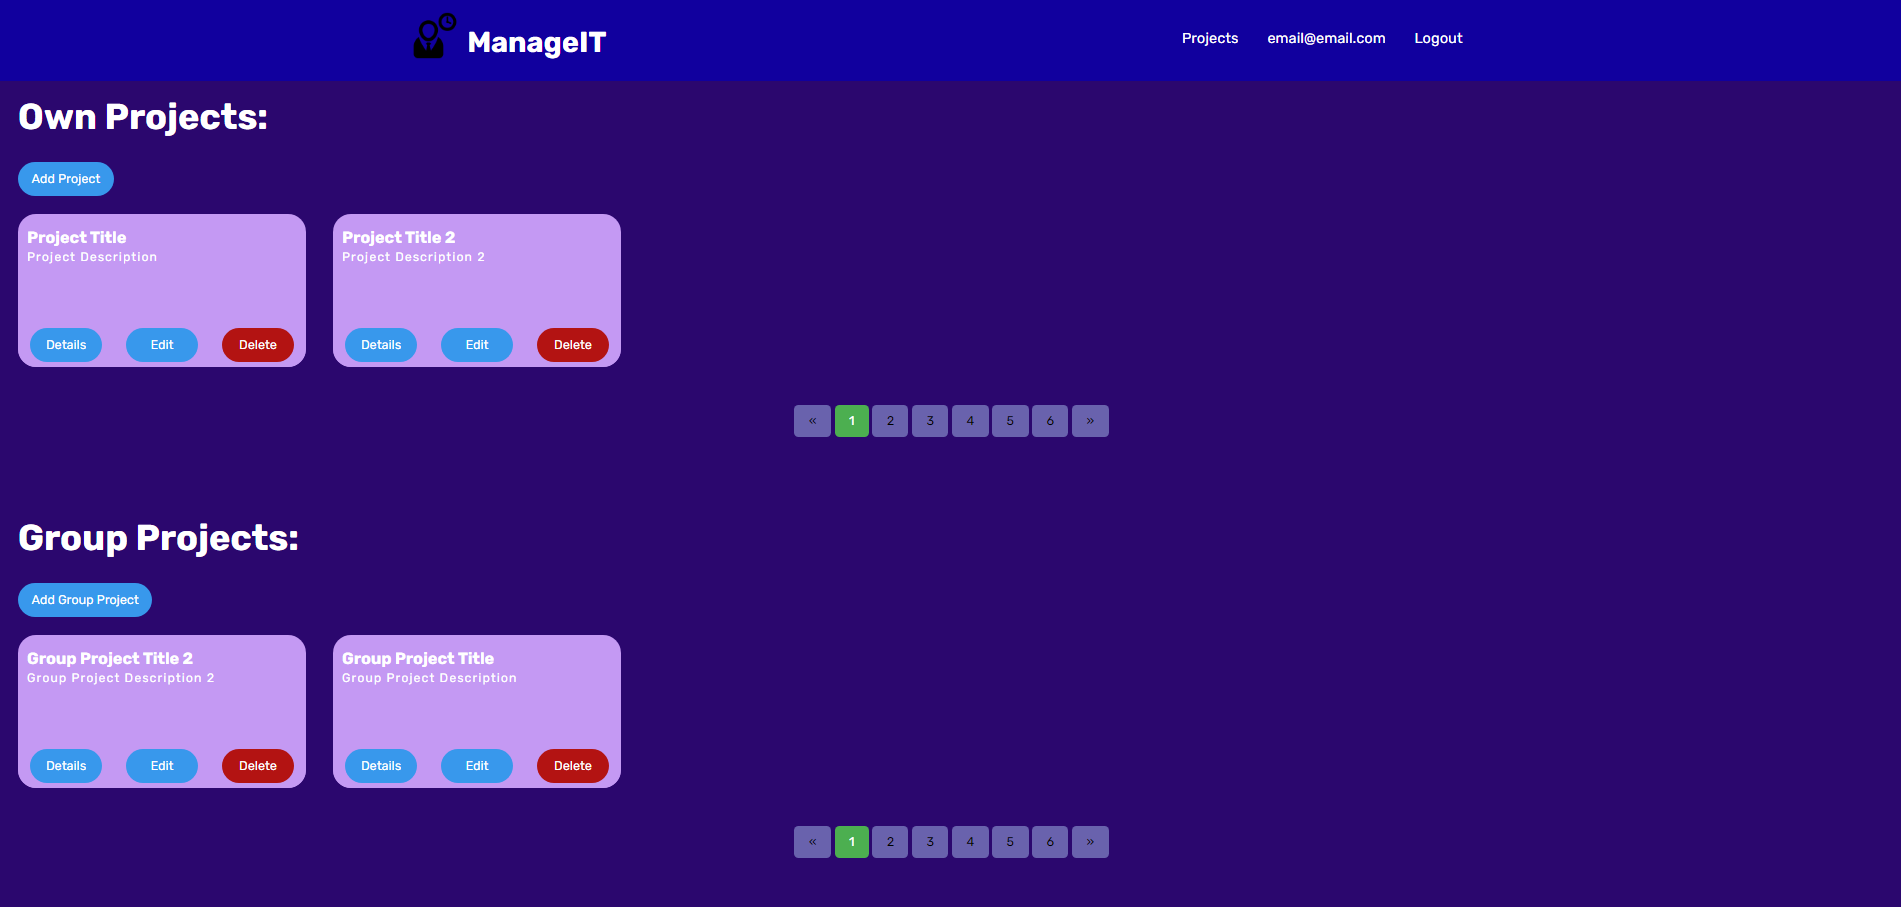 ManageIT
Projects email@email.com Logout
Own Projects:
Add Project
Project Title
Project Description
Details Edit Delete
Project Title 2
Project Description 2
Details Edit Delete
« 1 2 3 4 5 6 »
Group Projects:
Add Group Project
Group Project Title 2
Group Project Description 2
Details Edit Delete
Group Project Title
Group Project Description
Details Edit Delete
« 1 2 3 4 5 6 »